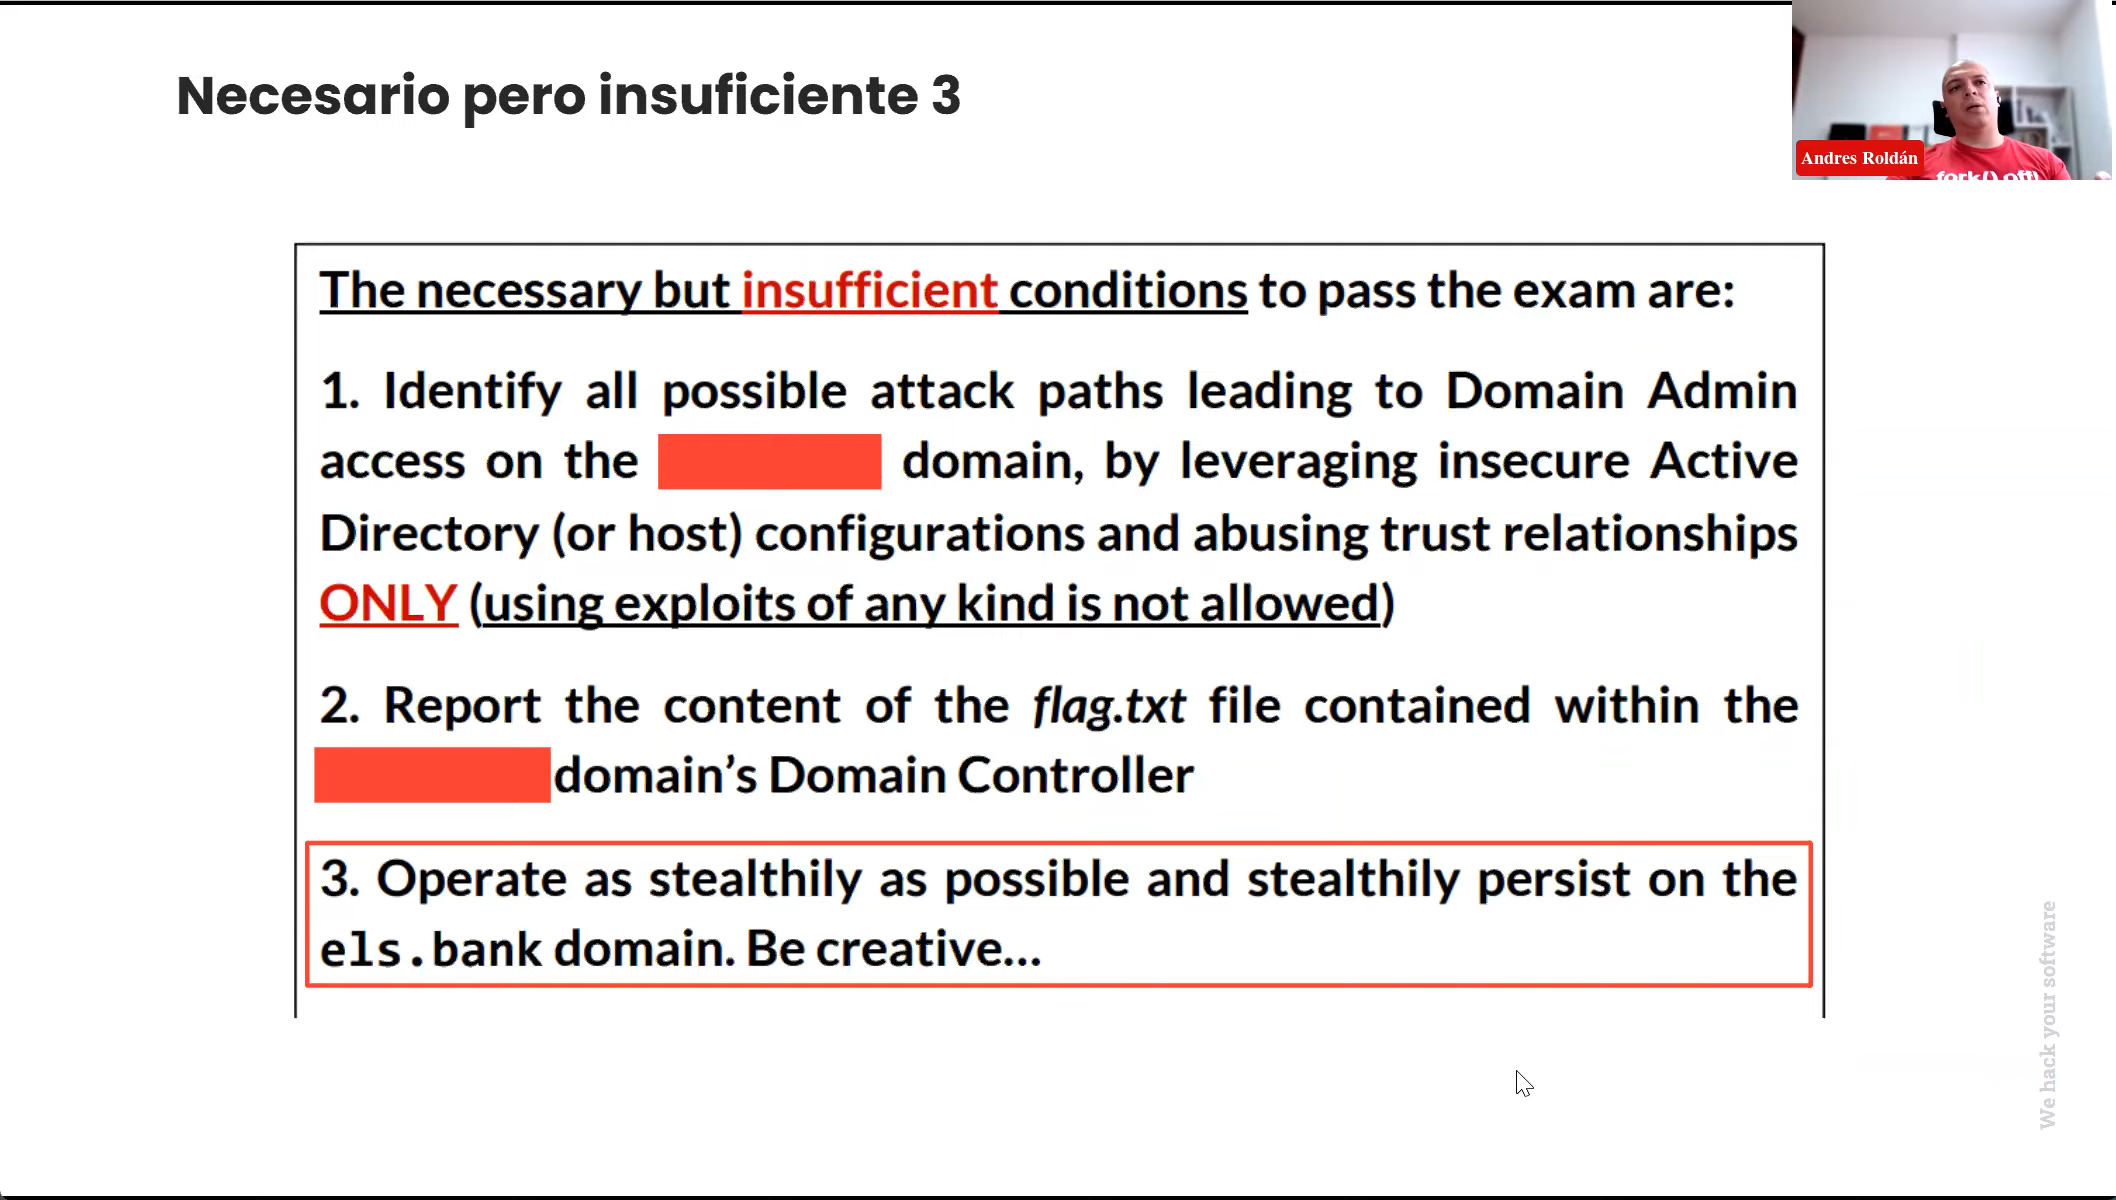 Necesario pero insuficiente 3
Andres Roldán
The necessary but insufficient conditions to pass the exam are:
1. Identify all possible attack paths leading to Domain Admin
access on the domain, by leveraging insecure Active
Directory (or host) configurations and abusing trust relationships
ONLY (using exploits of any kind is not allowed)
2. Report the content of the flag.txt file contained within the
domain’s Domain Controller
3. Operate as stealthily as possible and stealthily persist on the
els.bank domain. Be creative…
We hack your software